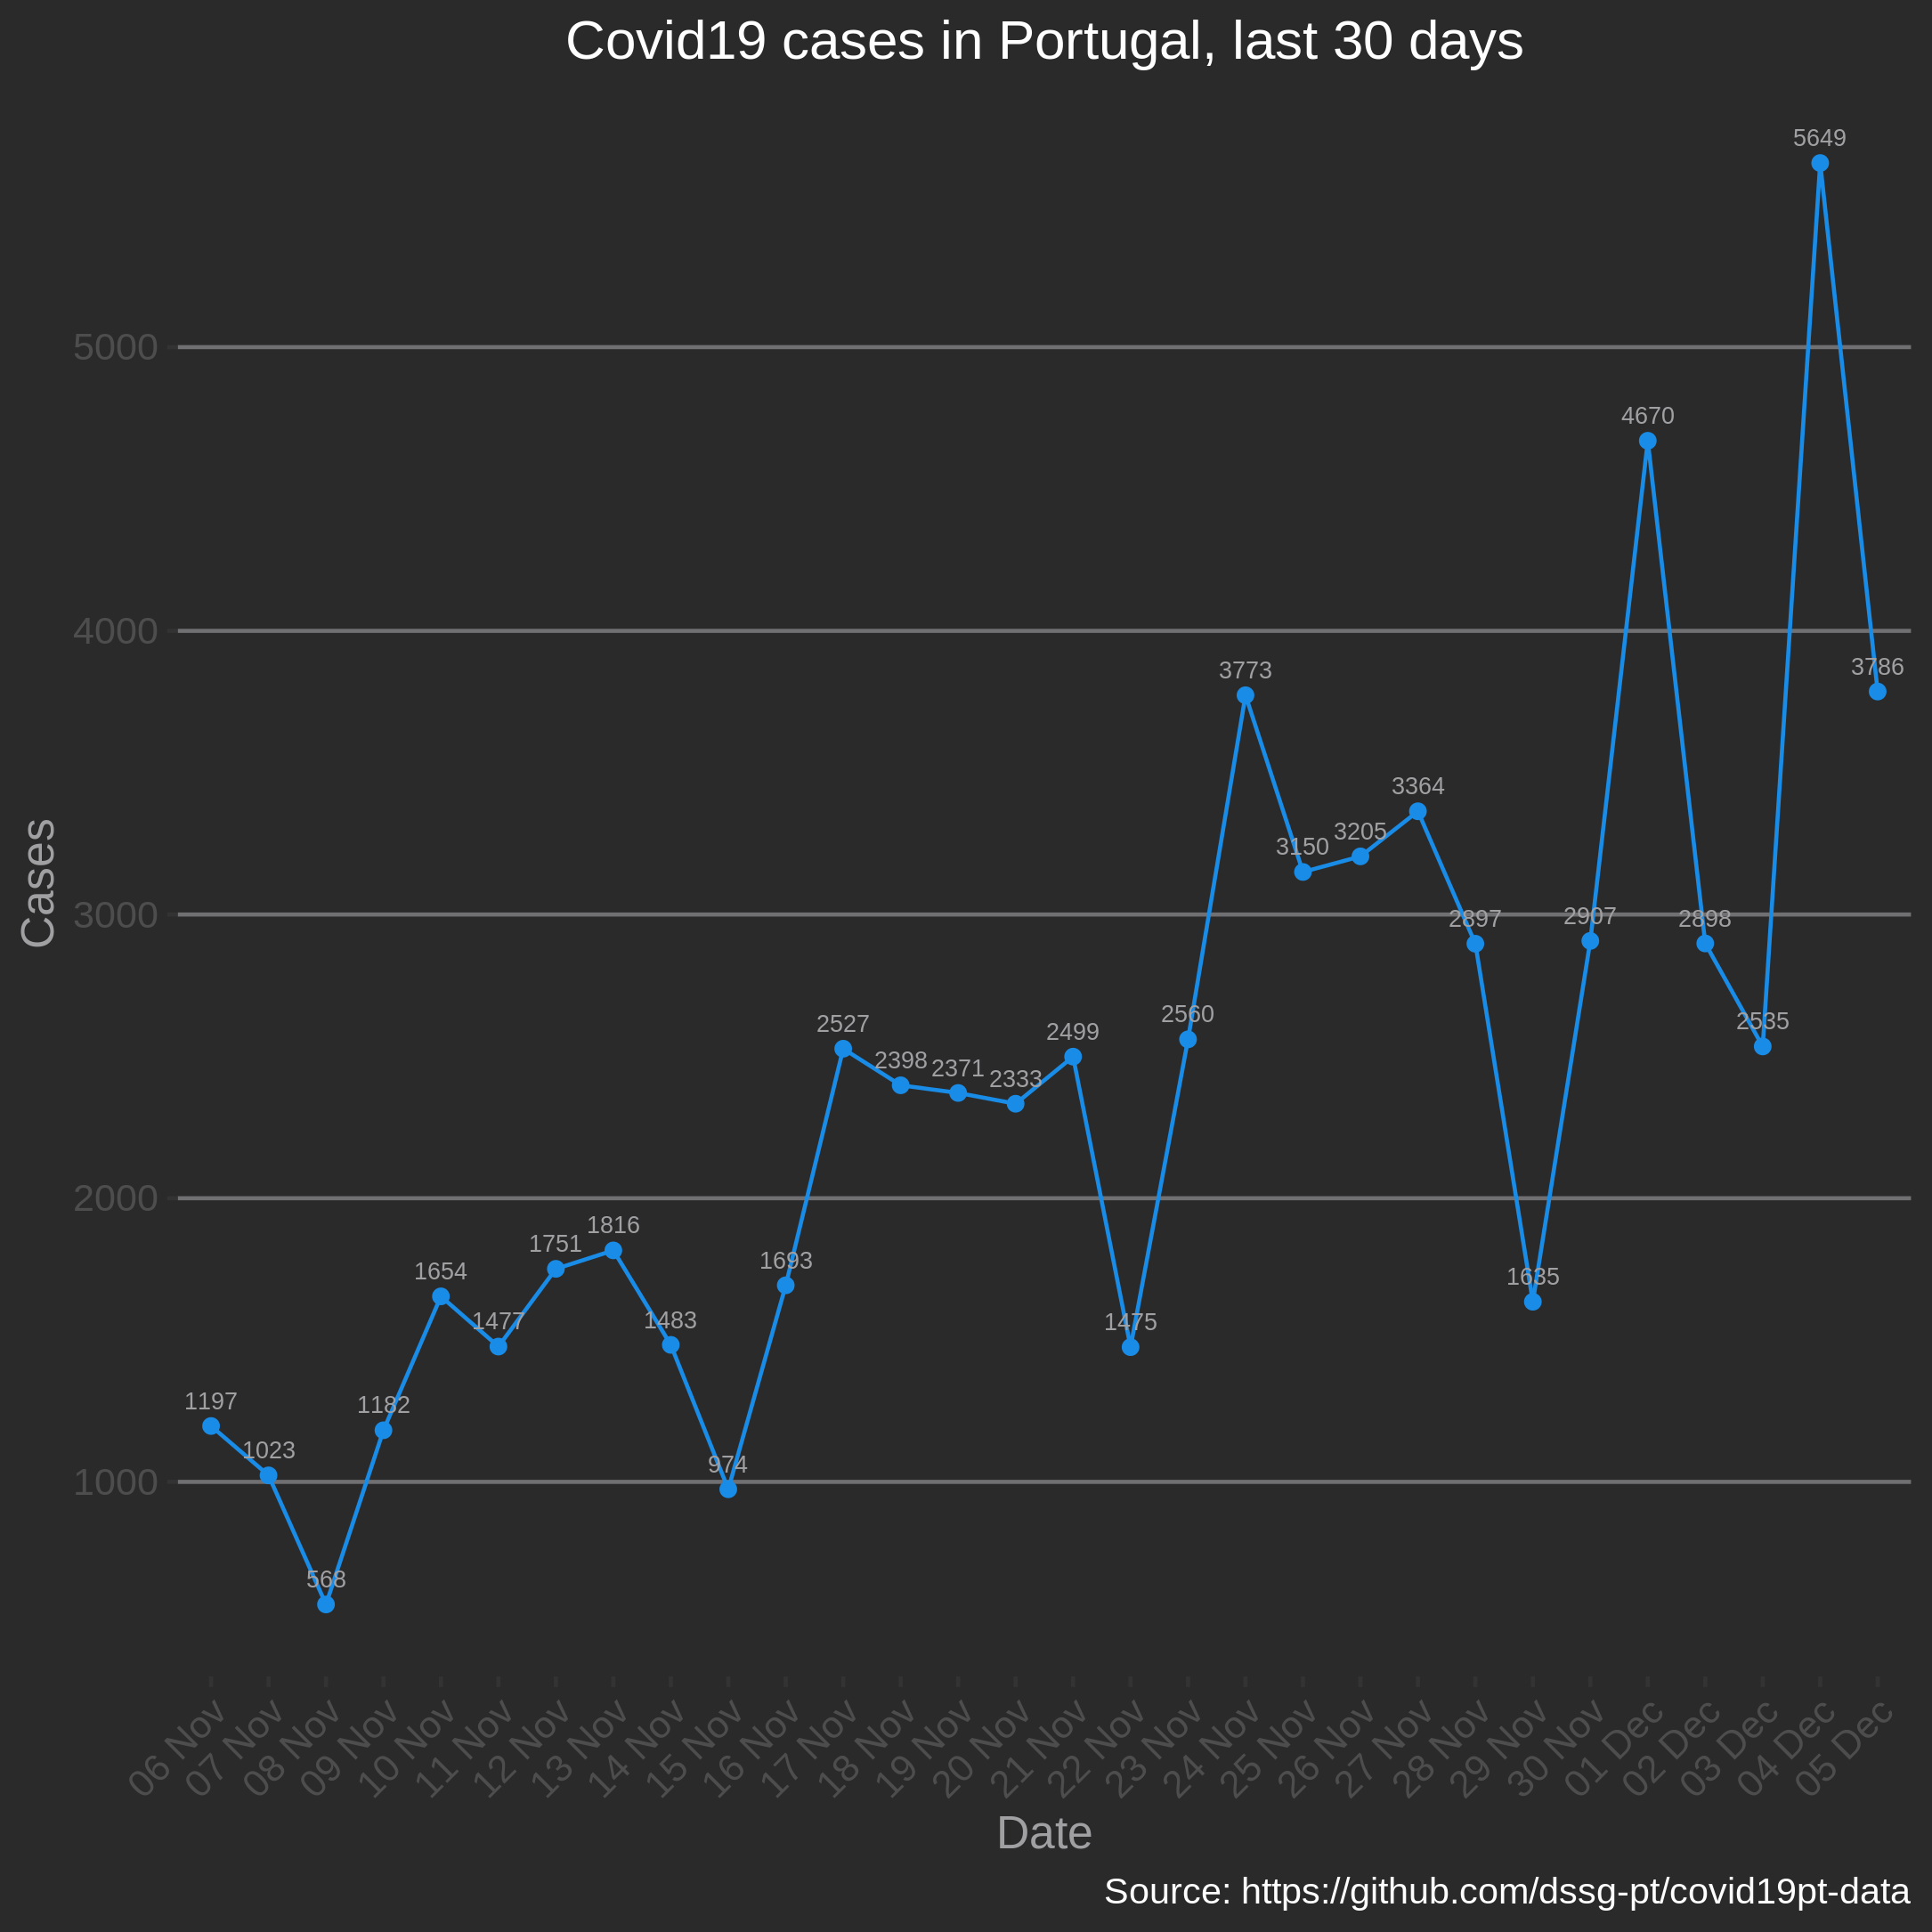 Covid19 cases in Portugal, last 30 days
5649
5000
4670
4000
3786
3773
3364
3205
3150
Cases
3000
2897
2907
2898
2560
2535
2527
2499
2398
2371
2333
2000
1816
1751
1693
1654
1635
1477
1483
1475
1197
1182
1023
1000
974
568
06 Nov
07 Nov
08 Nov
09 Nov
10 Nov
11 Nov
12 Nov
13 Nov
14 Nov
15 Nov
16 Nov
17 Nov
18 Nov
19 Nov
20 Nov
21 Nov
22 Nov
23 Nov
24 Nov
25 Nov
26 Nov
27 Nov
28 Nov
29 Nov
30 Nov
01 Dec
02 Dec
03 Dec
04 Dec
05 Dec
Date
Source: https://github.com/dssg-pt/covid19pt-data